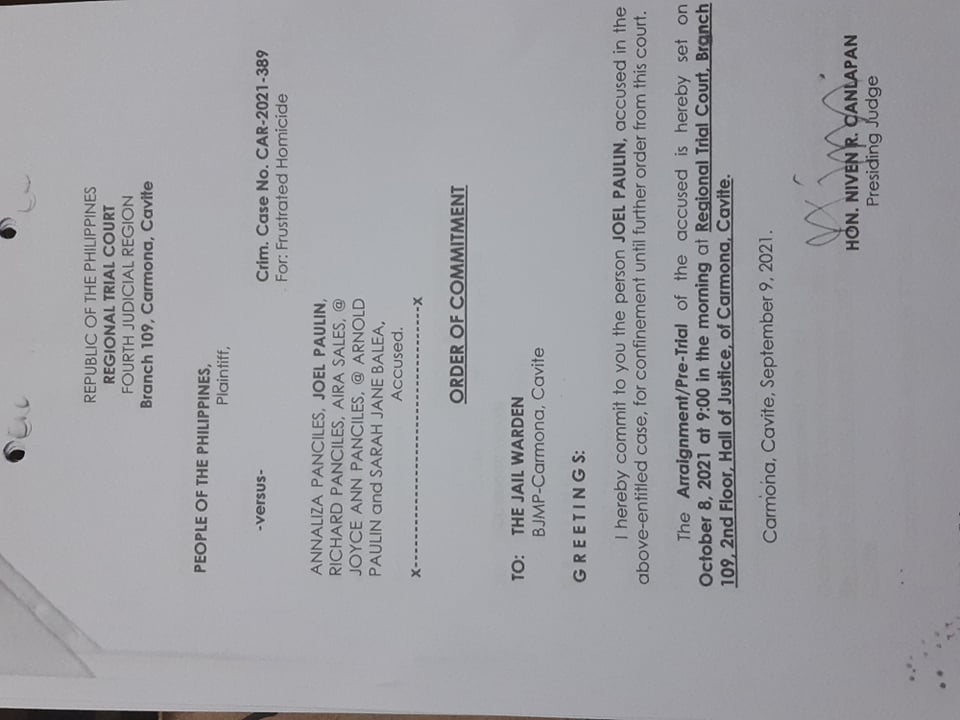 REPUBLIC OF THE PHILIPPINES
REGIONAL TRIAL COURT
FOURTH JUDICIAL REGION
Branch 109, Carmona, Cavite
PEOPLE OF THE PHILIPPINES,
Plaintiff,
-versus-
Crim. Case No. CAR-2021-389
For: Frustrated Homicide
ANNALIZA PANCILES, JOEL PAULIN,
RICHARD PANCILES, AIRA SALES, @
JOYCE ANN PANCILES, @ ARNOLD
PAULIN and SARAH JANE BALEA,
Accused.
x-----------------------------------x
ORDER OF COMMITMENT
TO: THE JAIL WARDEN
BJMP-Carmona, Cavite
G R E E T I N G S:
I hereby commit to you the person JOEL PAULIN, accused in the
above-entitled case, for confinement until further order from this court.
The Arraignment/Pre-Trial of the accused is hereby set on
October 8, 2021 at 9:00 in the morning at Regional Trial Court, Branch
109, 2nd Floor, Hall of Justice, of Carmona, Cavite.
Carmona, Cavite, September 9, 2021.
HON. NIVEN R. CANLAPAN
Presiding Judge